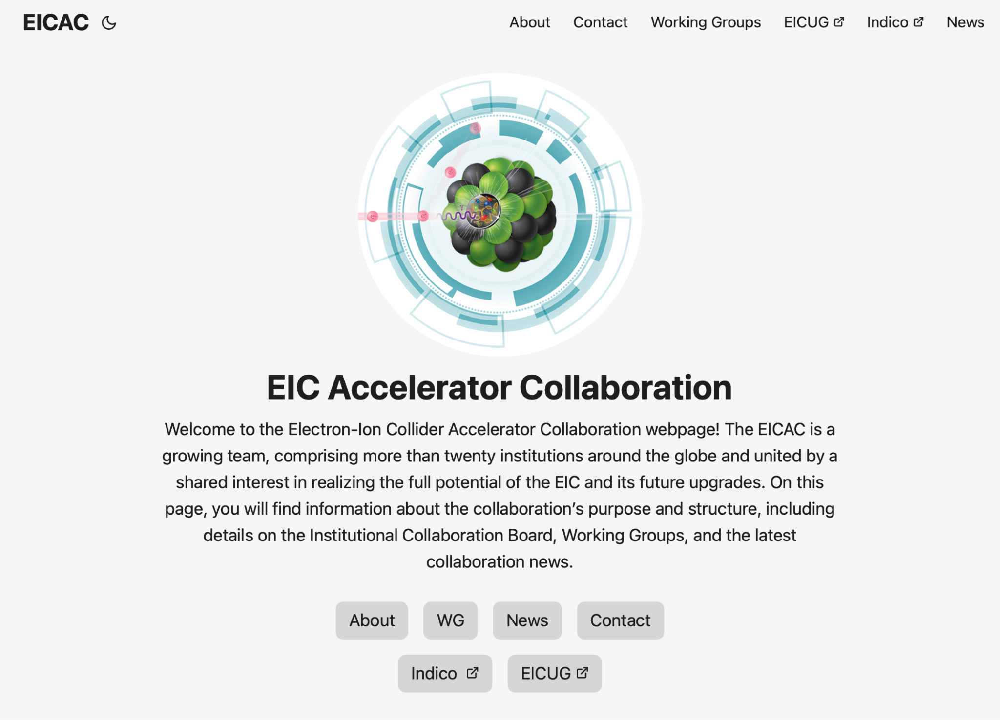 EICAC
About Contact Working Groups EICUG Indico News
e-
e-
e-
γ
e-
EIC Accelerator Collaboration
Welcome to the Electron-Ion Collider Accelerator Collaboration webpage! The EICAC is a
growing team, comprising more than twenty institutions around the globe and united by a
shared interest in realizing the full potential of the EIC and its future upgrades. On this
page, you will find information about the collaboration’s purpose and structure, including
details on the Institutional Collaboration Board, Working Groups, and the latest
collaboration news.
About WG News Contact
Indico EICUG